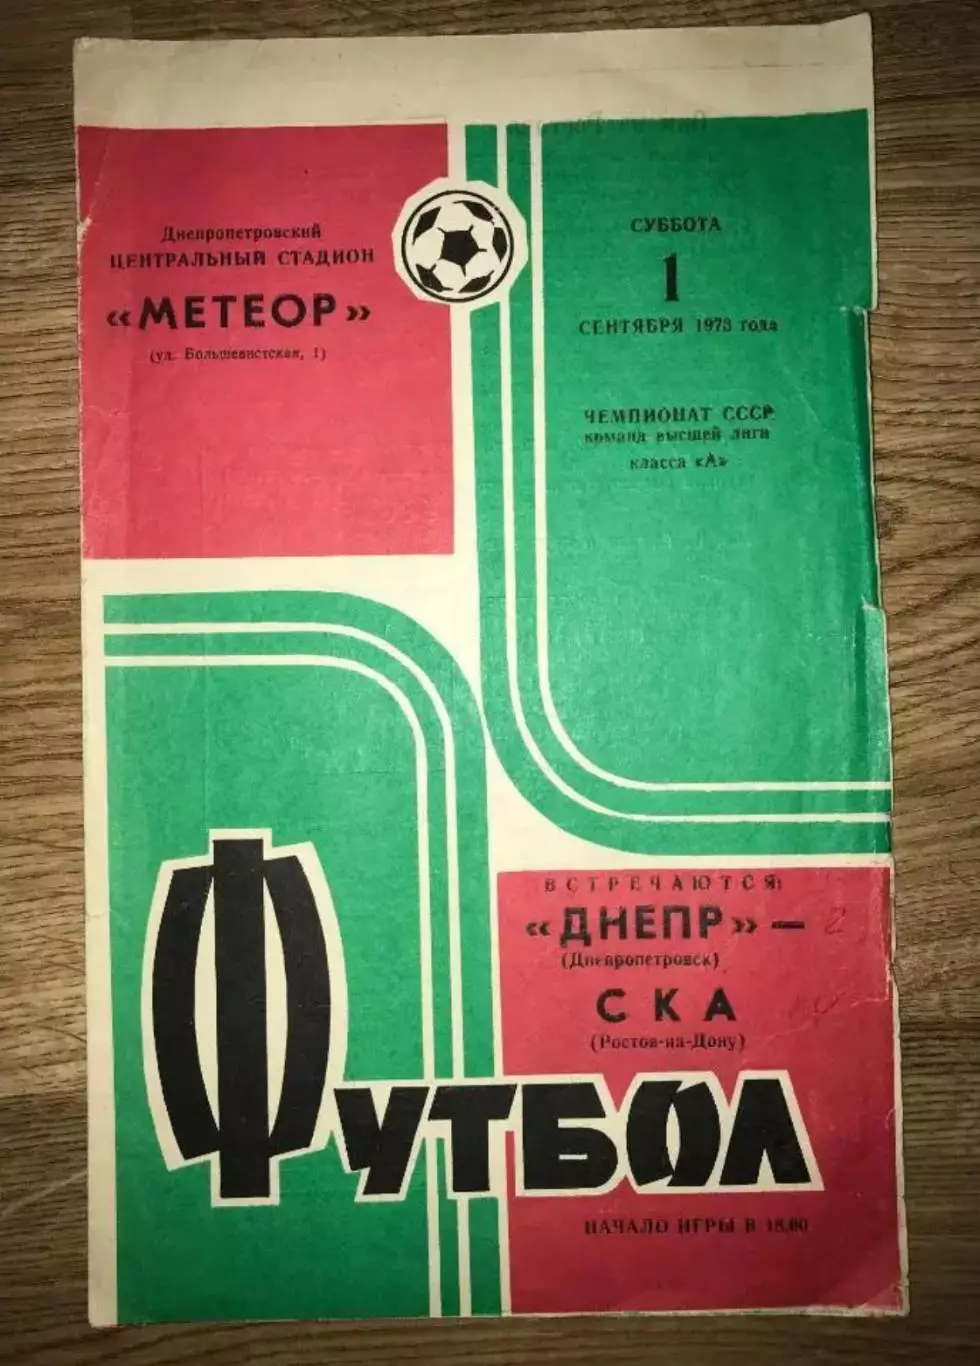 Днепропетровский
ЦЕНТРАЛЬНЫЙ СТАДИОН
«МЕТЕОР»
(ул. Большевистская, 1)
СУББОТА
1
СЕНТЯБРЯ 1973 года
ЧЕМПИОНАТ СССР
команд высшей лиги
класса «А»
ВСТРЕЧАЮТСЯ:
«ДНЕПР» — 2
(Днепропетровск)
СКА
(Ростов-на-Дону)
ФУТБОЛ
НАЧАЛО ИГРЫ В 18.00